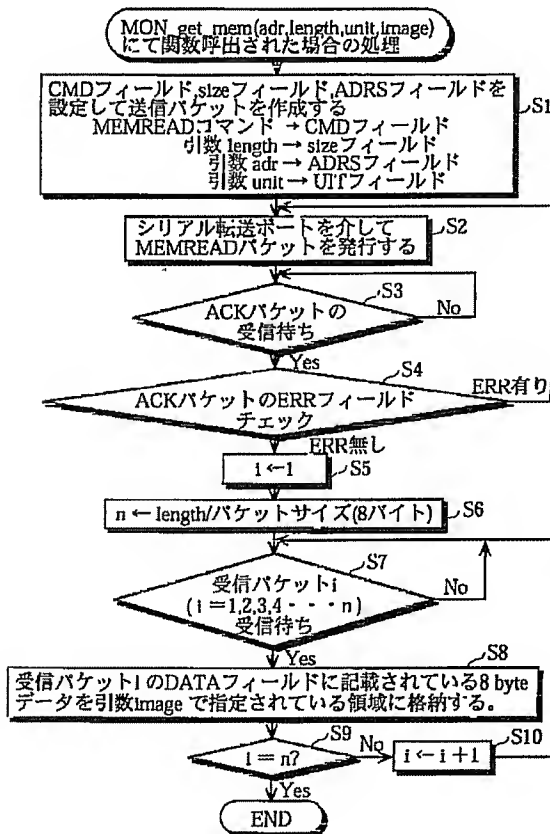 MON_get_mem(adr,length,unit,image)
にて関数呼出された場合の処理
CMDフィールド,sizeフィールド,ADRSフィールドを
設定して送信パケットを作成する
MEMREADコマンド → CMDフィールド
引数 length → sizeフィールド
引数 adr → ADRSフィールド
引数 unit → UITフィールド
S1
シリアル転送ポートを介して
MEMREADパケットを発行する
S2
S3
ACKパケットの
受信待ち
No
Yes
S4
ACKパケットのERRフィールド
チェック
ERR有り
ERR無し
i←1
S5
n ← length/パケットサイズ(8バイト)
S6
S7
受信パケットi
(i=1,2,3,4・・・n)
受信待ち
No
Yes
S8
受信パケットiのDATAフィールドに記載されている8 byte
データを引数imageで指定されている領域に格納する。
S9
i=n?
No
i←i+1
S10
Yes
END